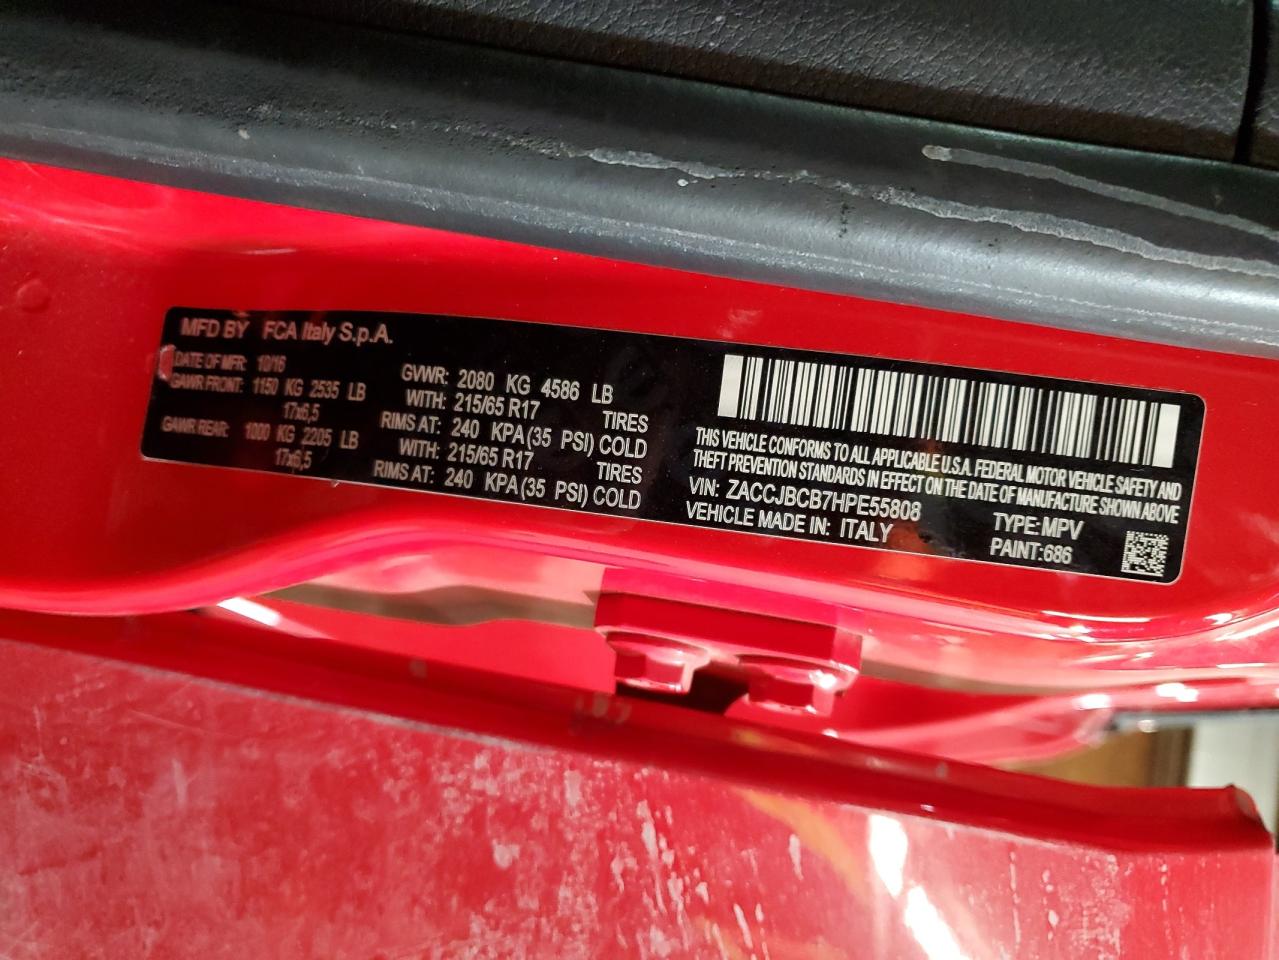 MFD BY FCA Italy S.p.A.
DATE OF MFR: 10/16 GVWR: 2080 KG 4586 LB
GAWR FRONT: 1150 KG 2535 LB WITH: 215/65 R17 TIRES
17x6,5 RIMS AT: 240 KPA (35 PSI) COLD
GAWR REAR: 1000 KG 2205 LB WITH: 215/65 R17 TIRES
17x6,5 RIMS AT: 240 KPA (35 PSI) COLD
THIS VEHICLE CONFORMS TO ALL APPLICABLE U.S.A. FEDERAL MOTOR VEHICLE SAFETY AND
THEFT PREVENTION STANDARDS IN EFFECT ON THE DATE OF MANUFACTURE SHOWN ABOVE
VIN: ZACCJBCB7HPE55808 TYPE: MPV
VEHICLE MADE IN: ITALY PAINT: 686